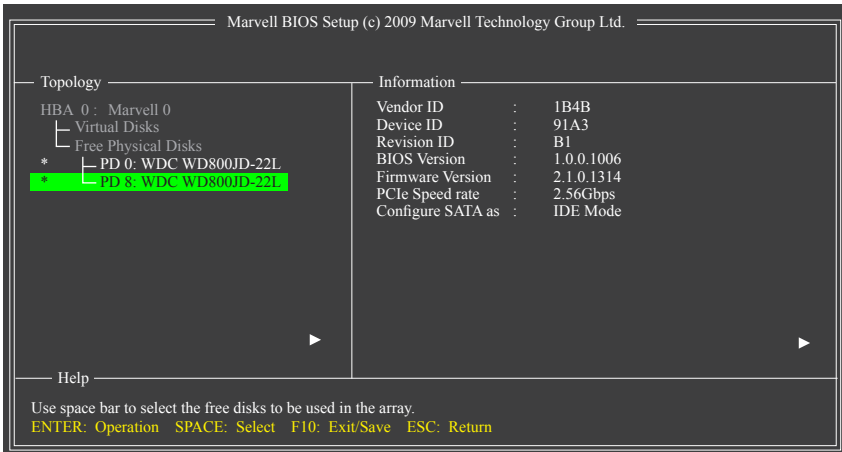 Marvell BIOS Setup (c) 2009 Marvell Technology Group Ltd.
Topology
HBA 0 : Marvell 0
Virtual Disks
Free Physical Disks
* PD 0: WDC WD800JD-22L
* PD 8: WDC WD800JD-22L
Information
Vendor ID : 1B4B
Device ID : 91A3
Revision ID : B1
BIOS Version : 1.0.0.1006
Firmware Version : 2.1.0.1314
PCIe Speed rate : 2.56Gbps
Configure SATA as : IDE Mode
Help
Use space bar to select the free disks to be used in the array.
ENTER: Operation SPACE: Select F10: Exit/Save ESC: Return